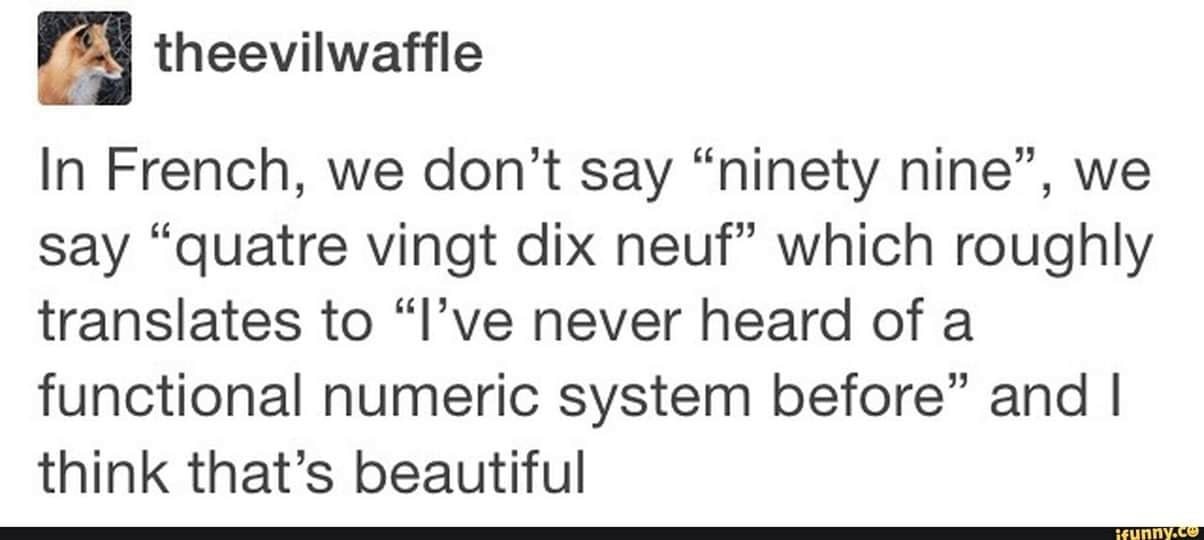 theevilwaffle
In French, we don’t say “ninety nine”, we
say “quatre vingt dix neuf” which roughly
translates to “I’ve never heard of a
functional numeric system before” and I
think that’s beautiful
ifunny.co